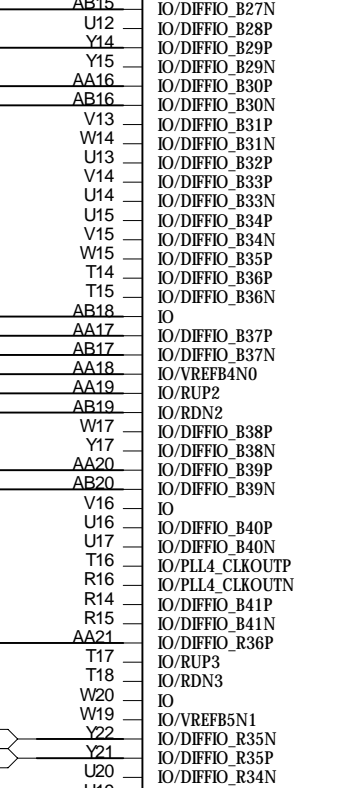 AB15 IO/DIFFIO_B27N
U12 IO/DIFFIO_B28P
Y14 IO/DIFFIO_B29P
Y15 IO/DIFFIO_B29N
AA16 IO/DIFFIO_B30P
AB16 IO/DIFFIO_B30N
V13 IO/DIFFIO_B31P
W14 IO/DIFFIO_B31N
U13 IO/DIFFIO_B32P
V14 IO/DIFFIO_B33P
U14 IO/DIFFIO_B33N
U15 IO/DIFFIO_B34P
V15 IO/DIFFIO_B34N
W15 IO/DIFFIO_B35P
T14 IO/DIFFIO_B36P
T15 IO/DIFFIO_B36N
AB18 IO
AA17 IO/DIFFIO_B37P
AB17 IO/DIFFIO_B37N
AA18 IO/VREFB4N0
AA19 IO/RUP2
AB19 IO/RDN2
W17 IO/DIFFIO_B38P
Y17 IO/DIFFIO_B38N
AA20 IO/DIFFIO_B39P
AB20 IO/DIFFIO_B39N
V16 IO
U16 IO/DIFFIO_B40P
U17 IO/DIFFIO_B40N
T16 IO/PLL4_CLKOUTP
R16 IO/PLL4_CLKOUTN
R14 IO/DIFFIO_B41P
R15 IO/DIFFIO_B41N
AA21 IO/DIFFIO_R36P
T17 IO/RUP3
T18 IO/RDN3
W20 IO
W19 IO/VREFB5N1
Y22 IO/DIFFIO_R35N
Y21 IO/DIFFIO_R35P
U20 IO/DIFFIO_R34N